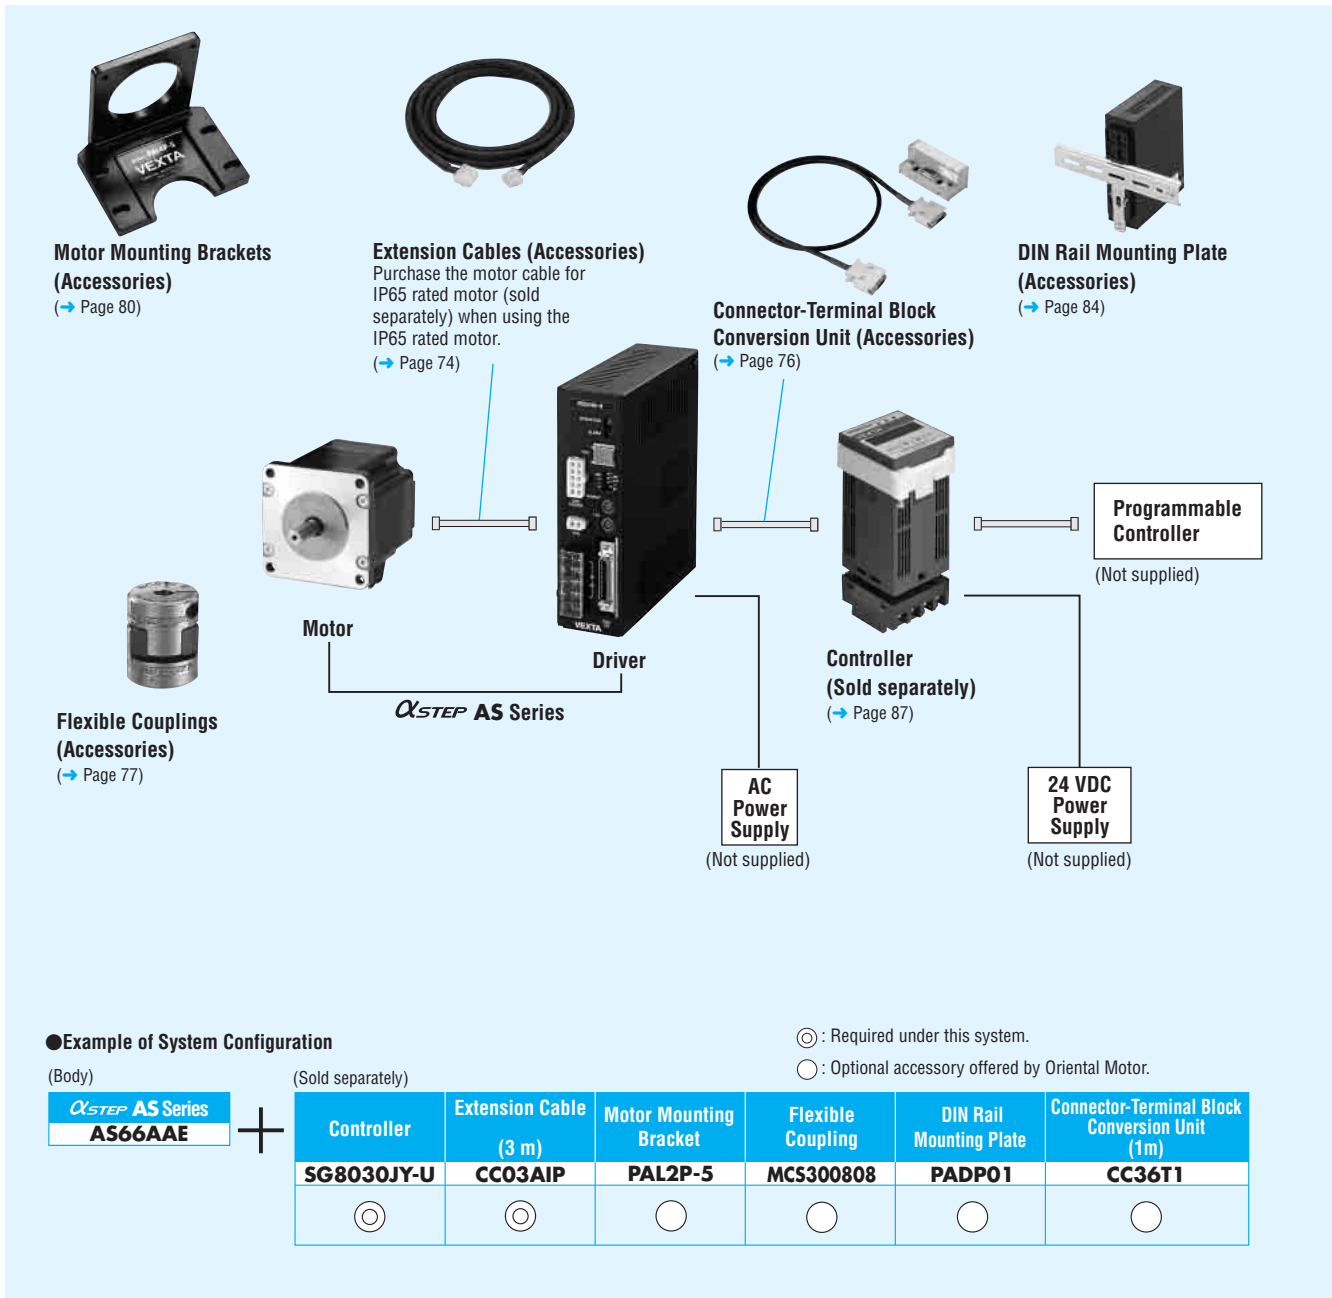 VEXTA
Motor Mounting Brackets
(Accessories)
(➜ Page 80)
Extension Cables (Accessories)
Purchase the motor cable for
IP65 rated motor (sold
separately) when using the
IP65 rated motor.
(➜ Page 74)
Connector-Terminal Block
Conversion Unit (Accessories)
(➜ Page 76)
DIN Rail Mounting Plate
(Accessories)
(➜ Page 84)
Programmable
Controller
(Not supplied)
VEXTA
Motor
Driver
αSTEP AS Series
Flexible Couplings
(Accessories)
(➜ Page 77)
Controller
(Sold separately)
(➜ Page 87)
AC
Power
Supply
(Not supplied)
24 VDC
Power
Supply
(Not supplied)
●Example of System Configuration
◎: Required under this system.
○: Optional accessory offered by Oriental Motor.
(Body)
(Sold separately)
αSTEP AS Series
AS66AAE
+
Controller
Extension Cable
(3 m)
Motor Mounting
Bracket
Flexible
Coupling
DIN Rail
Mounting Plate
Connector-Terminal Block
Conversion Unit
(1m)
SG8030JY-U CC03AIP PAL2P-5 MCS300808 PADP01 CC36T1
◎ ◎ ○ ○ ○ ○